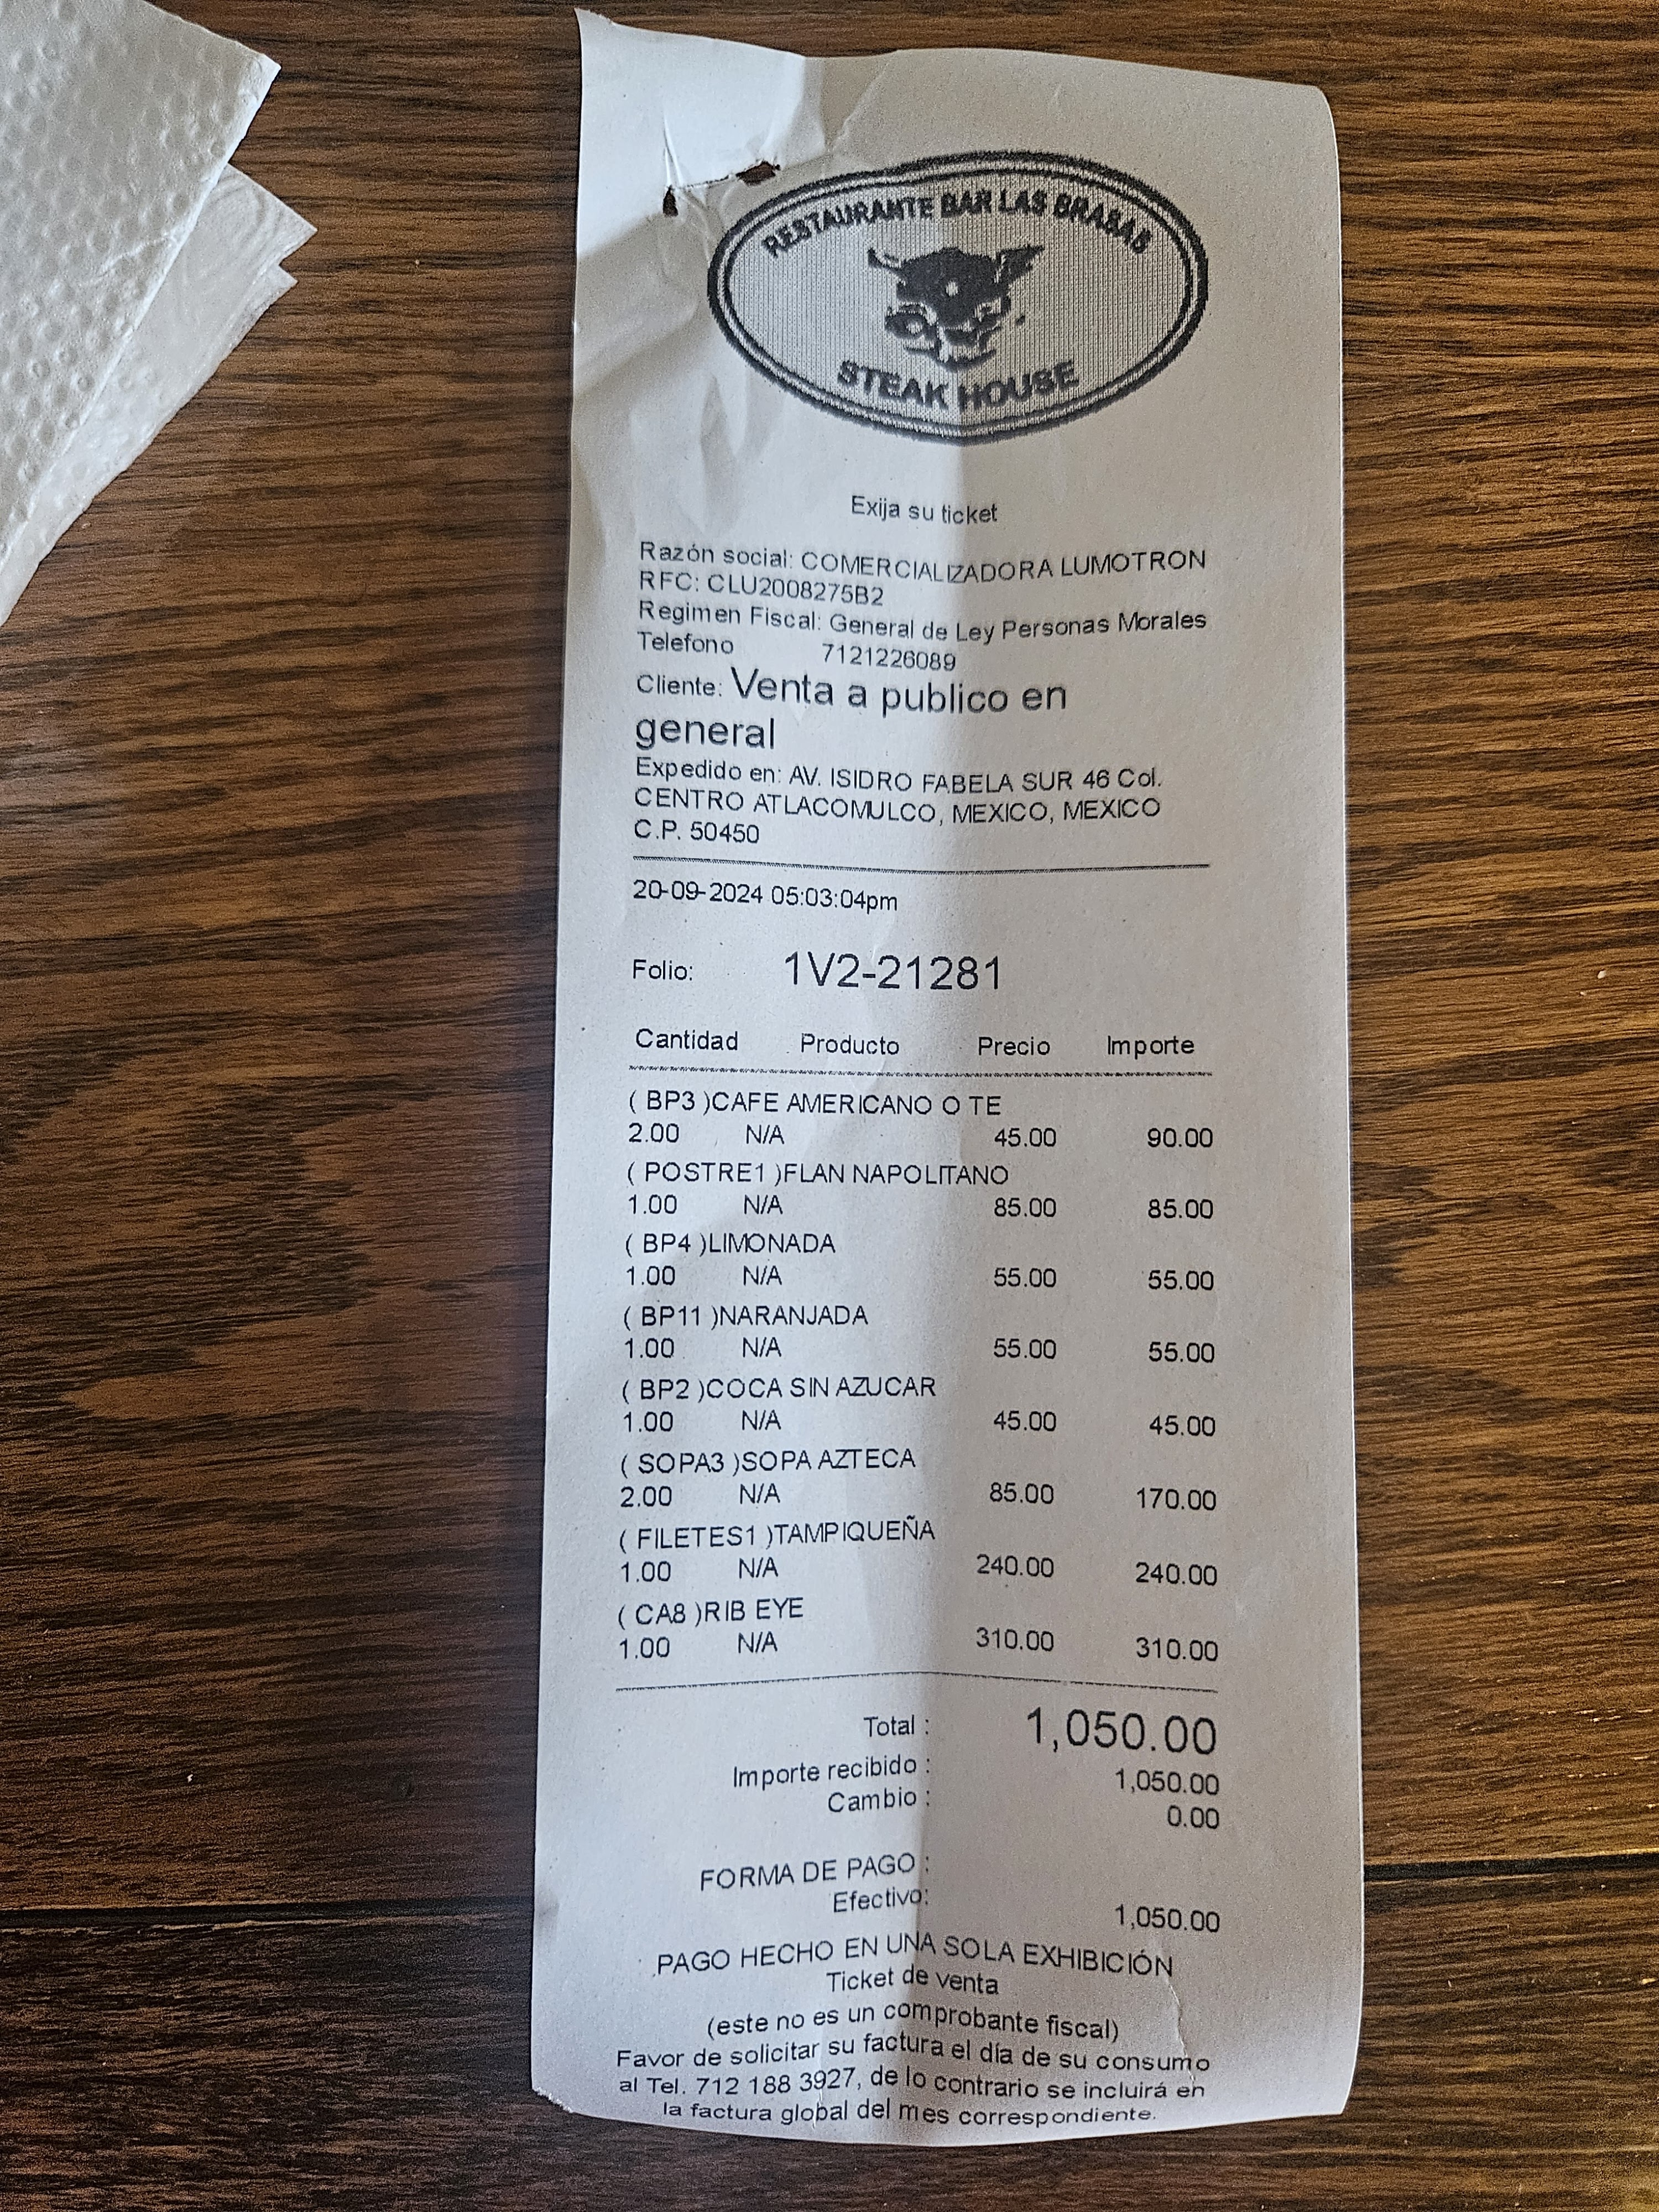 RESTAURANTE BAR LAS BRASAS
STEAK HOUSE
Exija su ticket
Razón social: COMERCIALIZADORA LUMOTRON
RFC: CLU2008275B2
Regimen Fiscal: General de Ley Personas Morales
Telefono 7121226089
Cliente: Venta a publico en
general
Expedido en: AV. ISIDRO FABELA SUR 46 Col.
CENTRO ATLACOMULCO, MEXICO, MEXICO
C.P. 50450
20-09-2024 05:03:04pm
Folio: 1V2-21281
Cantidad Producto Precio Importe
( BP3 )CAFE AMERICANO O TE
2.00 N/A 45.00 90.00
( POSTRE1 )FLAN NAPOLITANO
1.00 N/A 85.00 85.00
( BP4 )LIMONADA
1.00 N/A 55.00 55.00
( BP11 )NARANJADA
1.00 N/A 55.00 55.00
( BP2 )COCA SIN AZUCAR
1.00 N/A 45.00 45.00
( SOPA3 )SOPA AZTECA
2.00 N/A 85.00 170.00
( FILETES1 )TAMPIQUEÑA
1.00 N/A 240.00 240.00
( CA8 )RIB EYE
1.00 N/A 310.00 310.00
Total : 1,050.00
Importe recibido : 1,050.00
Cambio : 0.00
FORMA DE PAGO :
Efectivo: 1,050.00
PAGO HECHO EN UNA SOLA EXHIBICIÓN
Ticket de venta
(este no es un comprobante fiscal)
Favor de solicitar su factura el día de su consumo
al Tel. 712 188 3927, de lo contrario se incluirá en
la factura global del mes correspondiente.